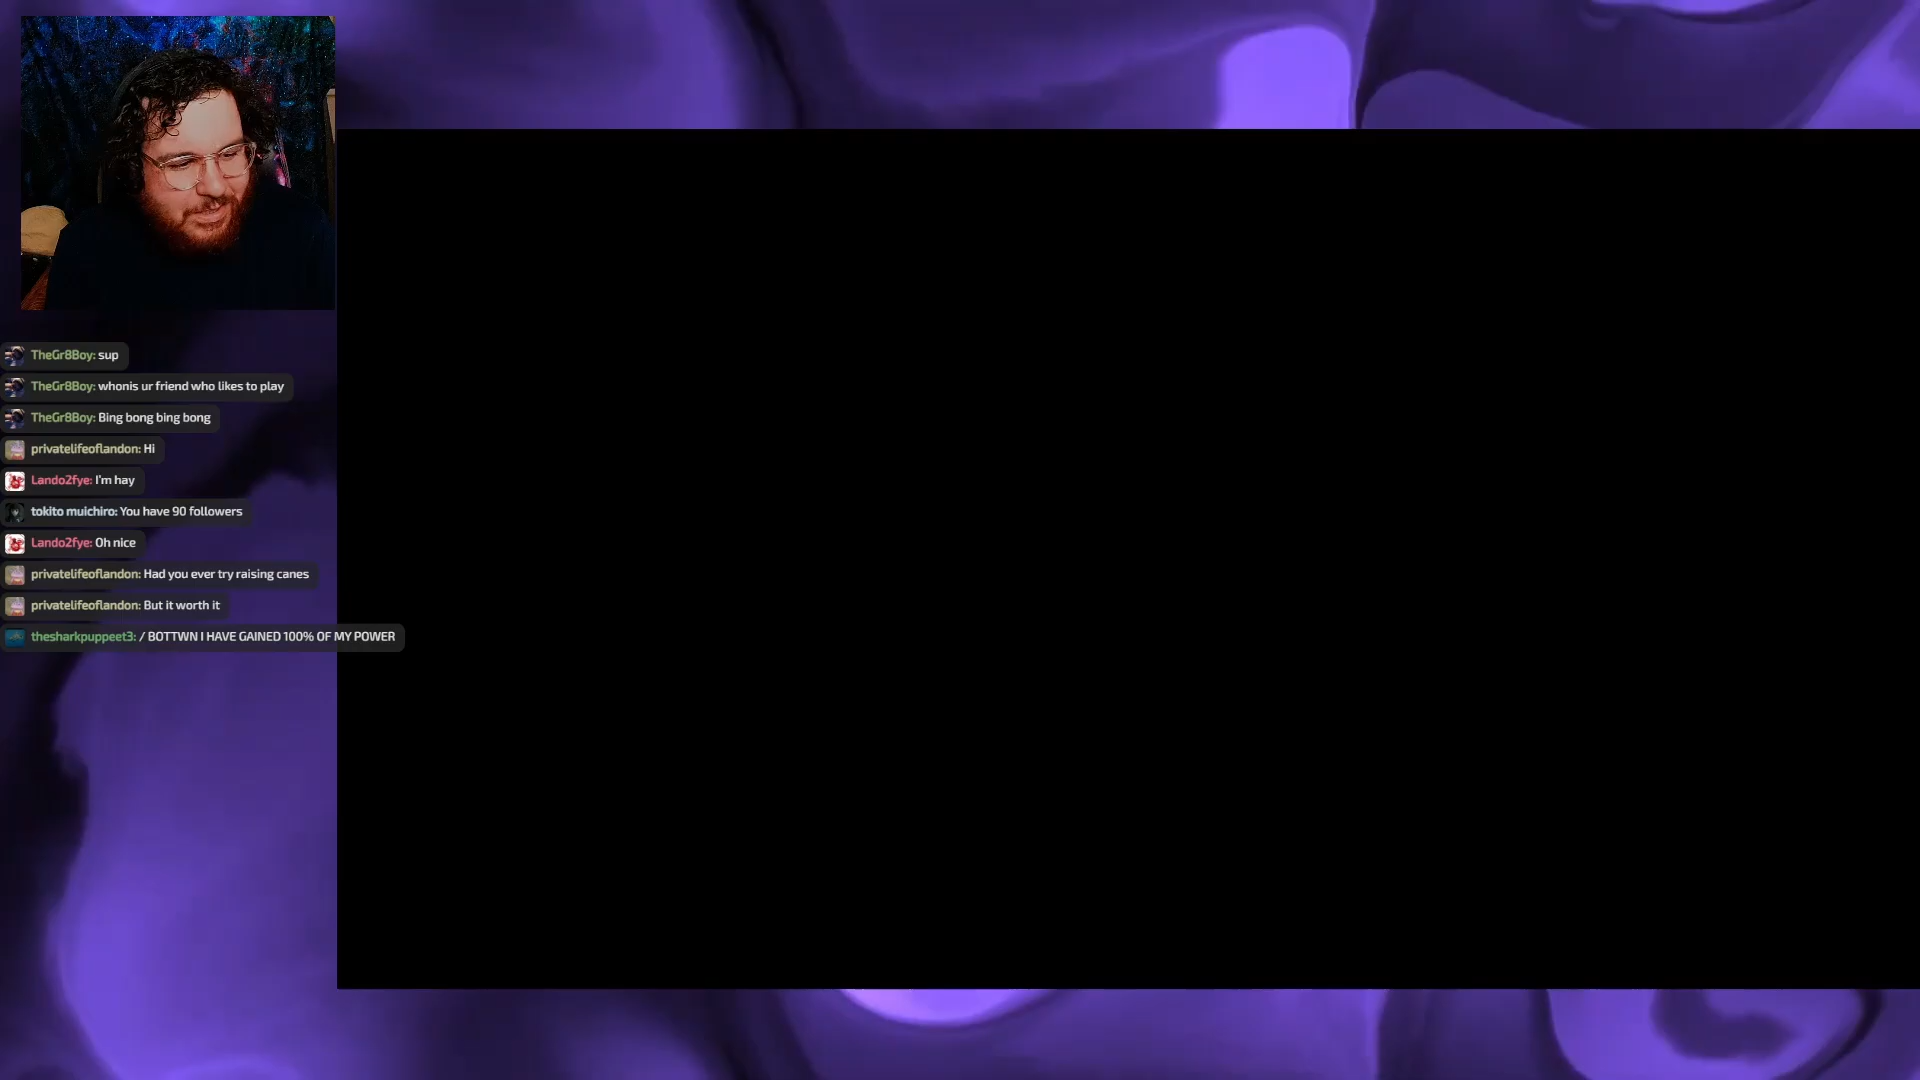 TheGr8Boy: sup
TheGr8Boy: whonis ur friend who likes to play
TheGr8Boy: Bing bong bing bong
privatelifeoflandon: Hi
Lando2fye: I'm hay
tokito muichiro: You have 90 followers
Lando2fye: Oh nice
privatelifeoflandon: Had you ever try raising canes
privatelifeoflandon: But it worth it
thesharkpuppeet3: / BOTTWN I HAVE GAINED 100% OF MY POWER